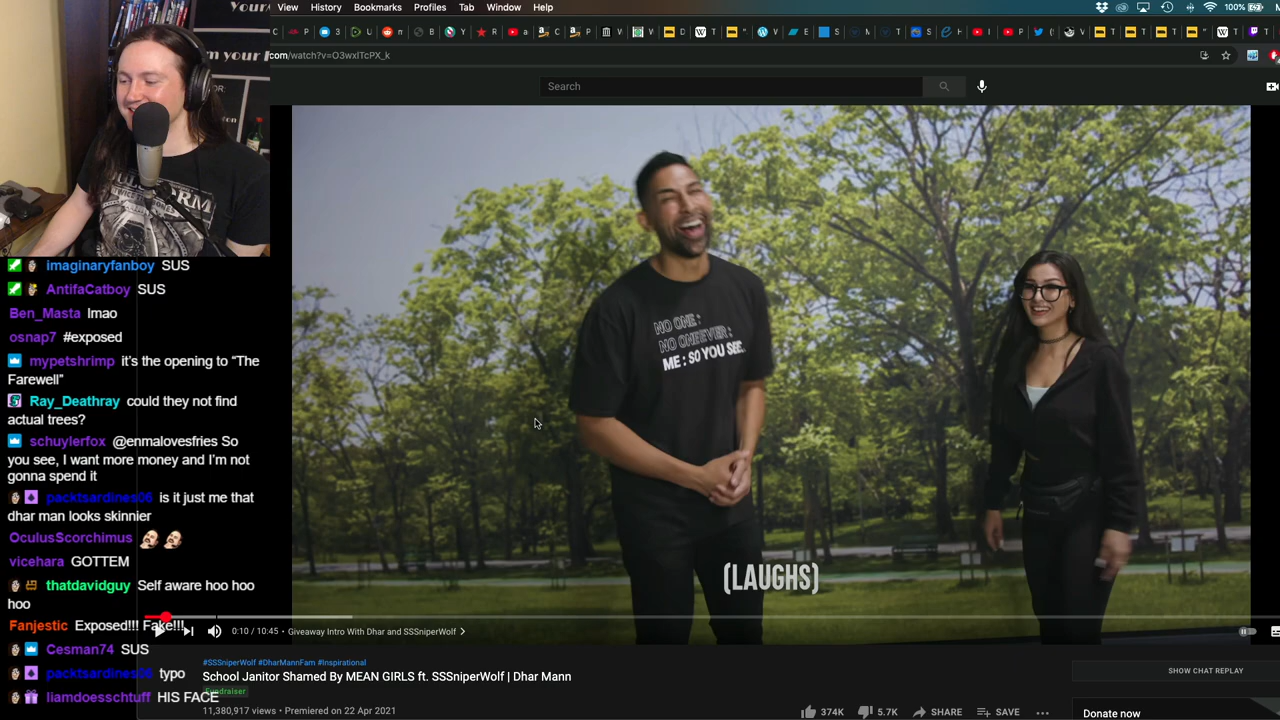 View History Bookmarks Profiles Tab Window Help
100%
com/watch?v=O3wxlTcPX_k
Search
NO ONE :
NO ONE EVER :
ME : SO YOU SEE..
imaginaryfanboy SUS
AntifaCatboy SUS
Ben_Masta lmao
osnap7 #exposed
mypetshrimp it's the opening to “The
Farewell”
Ray_Deathray could they not find
actual trees?
schuylerfox @enmalovesfries So
you see, I want more money and I'm not
gonna spend it
packtsardines06 is it just me that
dhar man looks skinnier
OculusScorchimus
vicehara GOTTEM
thatdavidguy Self aware hoo hoo
hoo
Fanjestic Exposed!!! Fake!!!
Cesman74 SUS
packtsardines06 typo
liamdoesschtuff HIS FACE
(LAUGHS)
0:10 / 10:45 • Giveaway Intro With Dhar and SSSniperWolf
#SSSniperWolf #DharMannFam #Inspirational
School Janitor Shamed By MEAN GIRLS ft. SSSniperWolf | Dhar Mann
Fundraiser
11,380,917 views • Premiered on 22 Apr 2021
374K 5.7K SHARE SAVE
SHOW CHAT REPLAY
Donate now